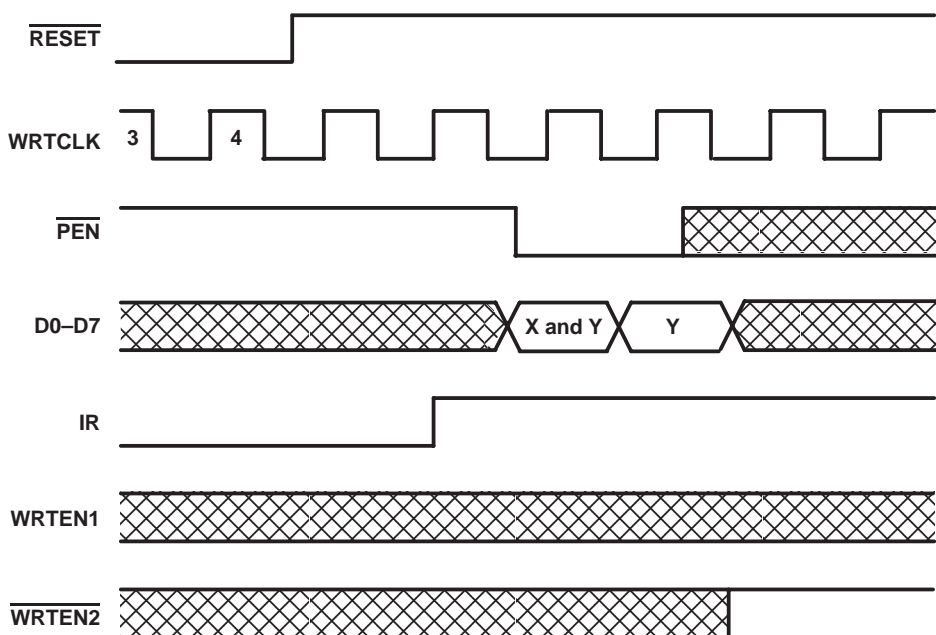 RESET
WRTCLK 3 4
PEN
D0–D7 X and Y Y
IR
WRTEN1
WRTEN2